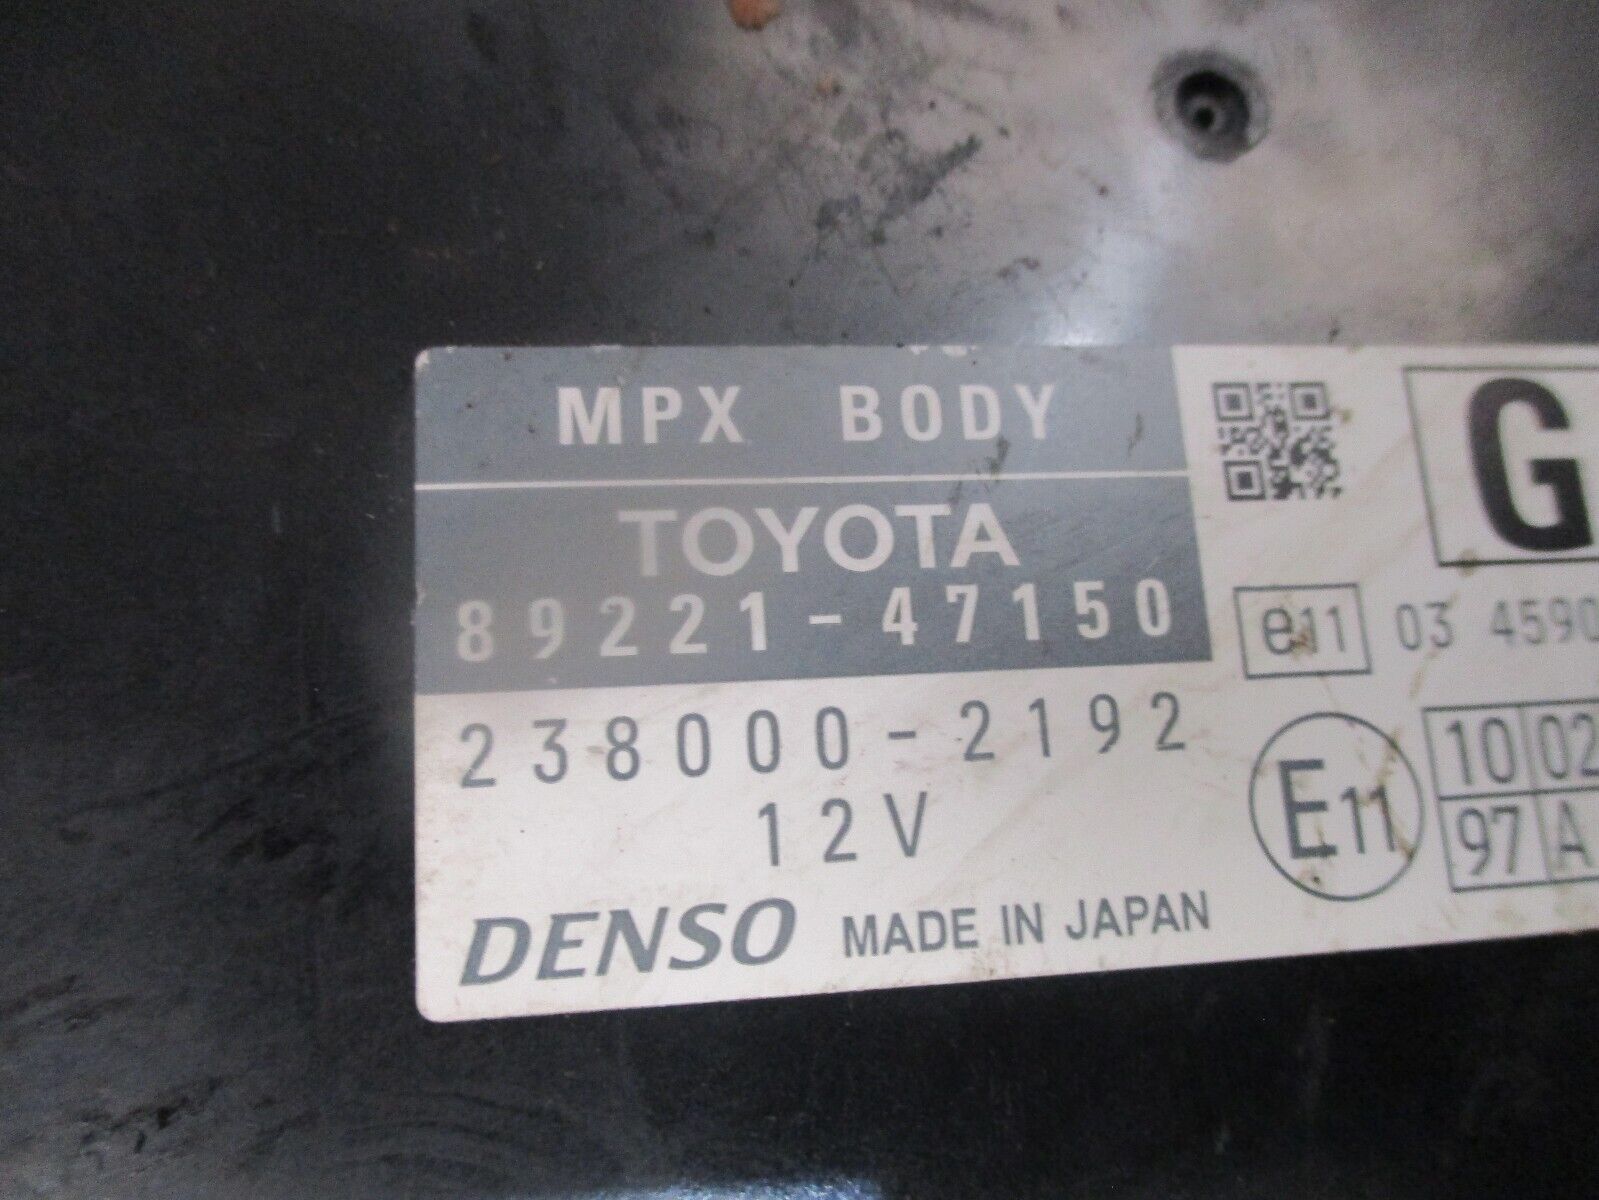 MPX BODY
TOYOTA
89221-47150
238000-2192
12V
DENSO MADE IN JAPAN
G
e11 03 4590
E11
10 02
97 A